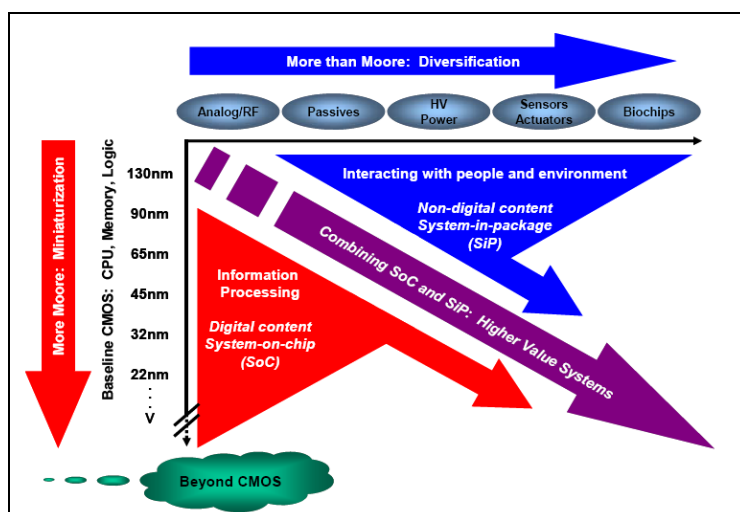 More than Moore: Diversification
Analog/RF
Passives
HV
Power
Sensors
Actuators
Biochips
More Moore: Miniaturization
Baseline CMOS: CPU, Memory, Logic
130nm
90nm
65nm
45nm
32nm
22nm
V
Interacting with people and environment
Non-digital content
System-in-package
(SiP)
Combining SoC and SiP: Higher Value Systems
Information
Processing
Digital content
System-on-chip
(SoC)
Beyond CMOS